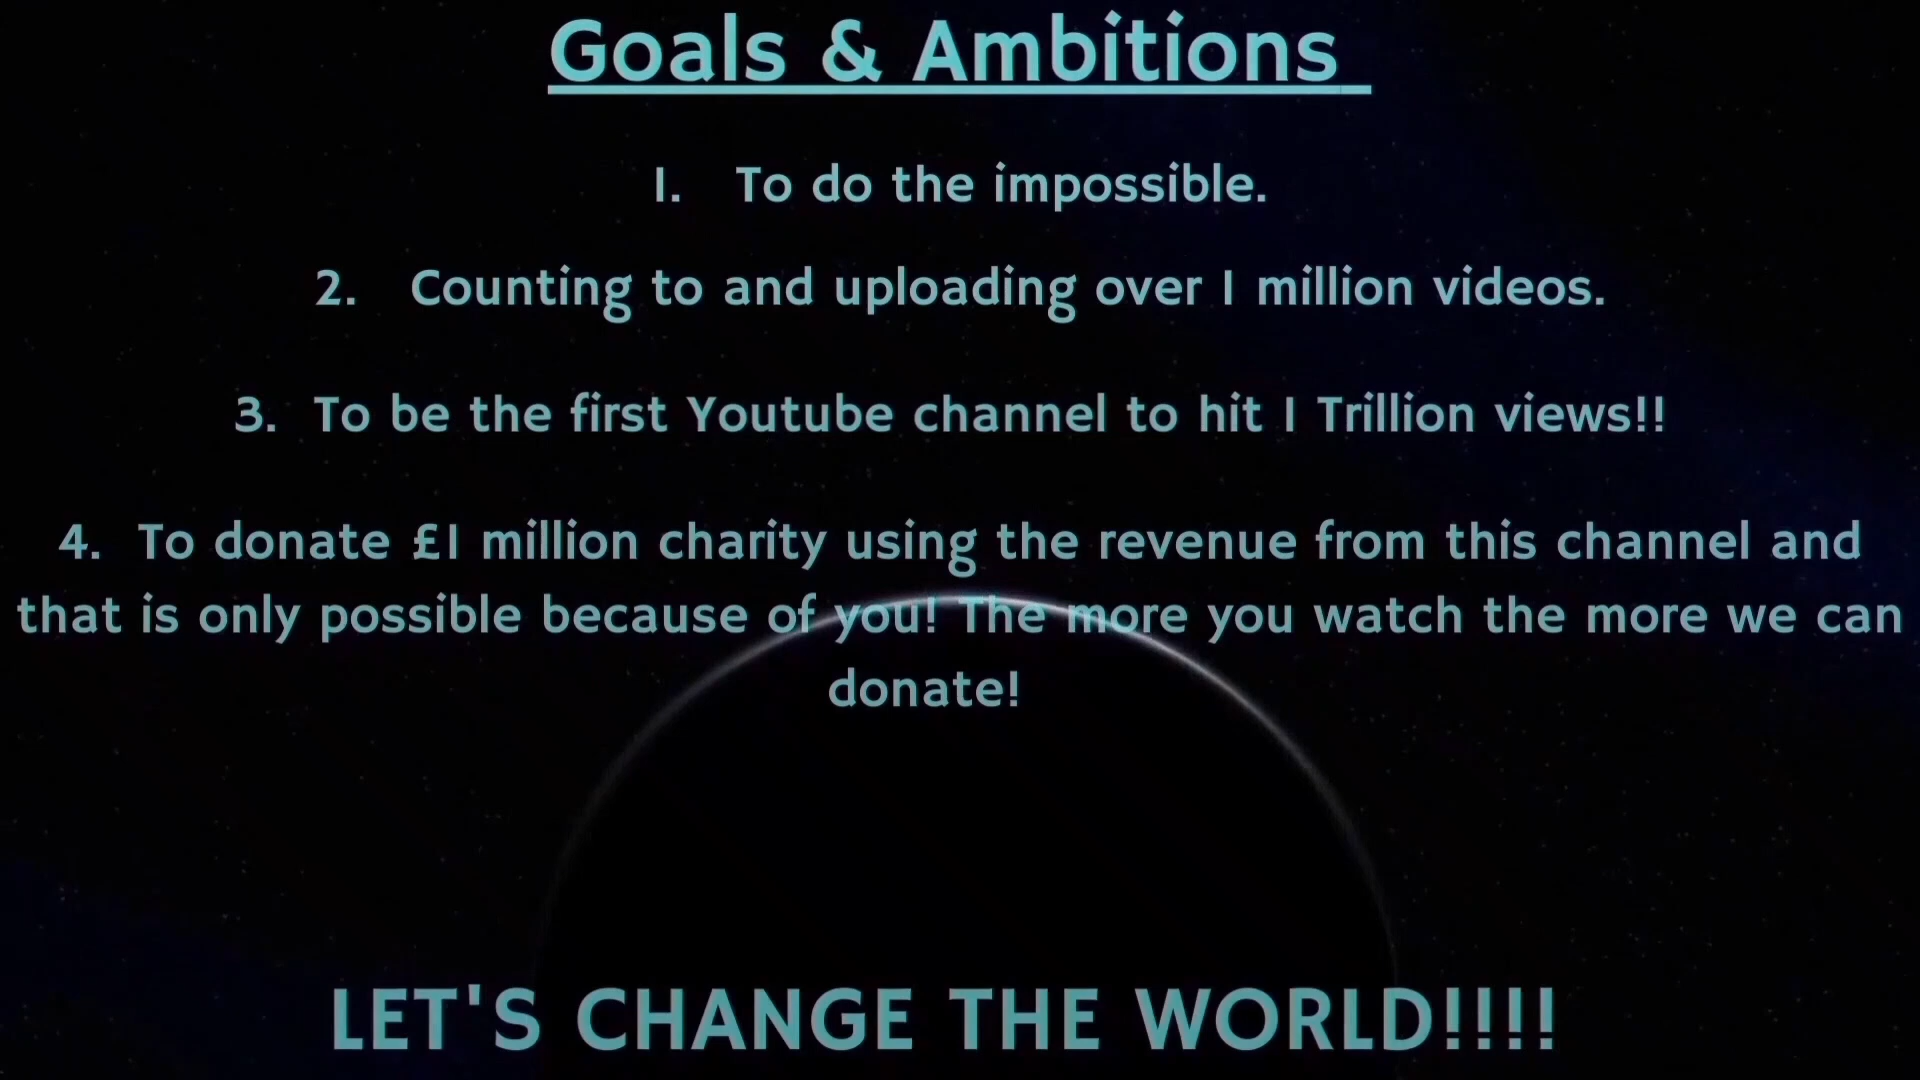 Goals & Ambitions
1. To do the impossible.
2. Counting to and uploading over 1 million videos.
3. To be the first Youtube channel to hit 1 Trillion views!!
4. To donate £1 million charity using the revenue from this channel and
that is only possible because of you! The more you watch the more we can
donate!
LET'S CHANGE THE WORLD!!!!